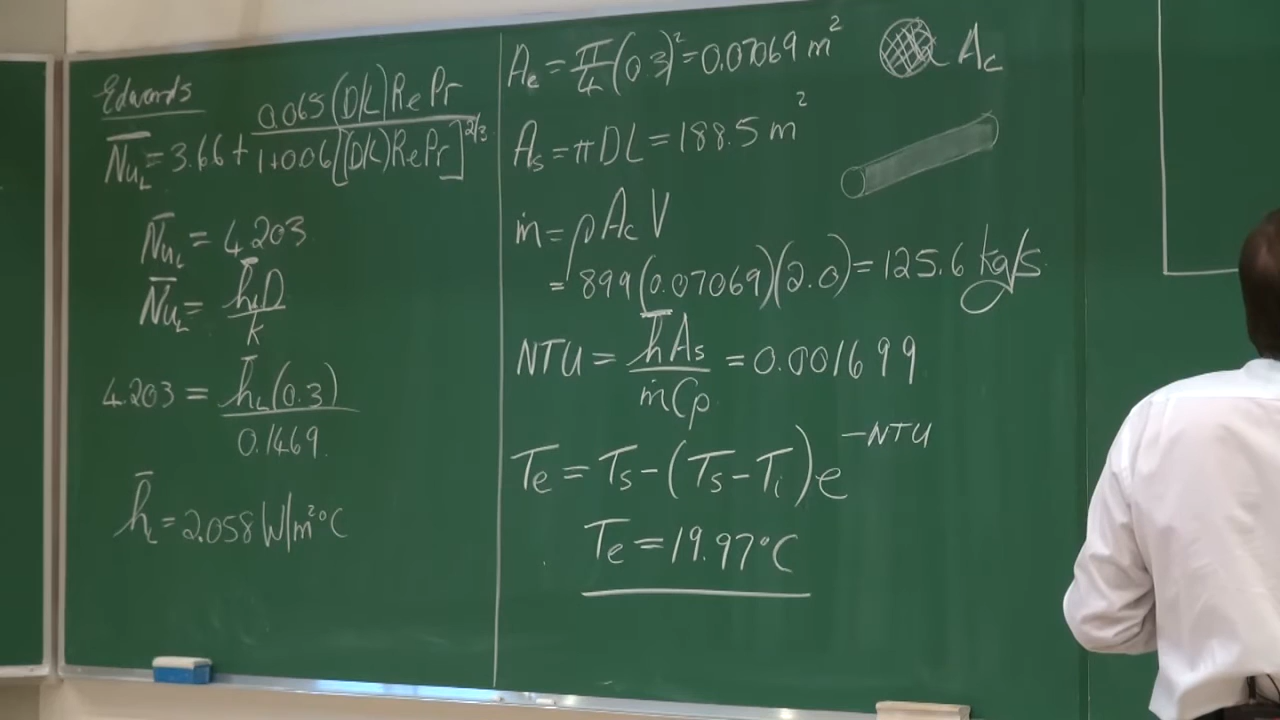 Edwards
N̄u_L = 3.66 + 0.065(D/L)Re Pr / 1+0.06[(D/L)Re Pr]^2/3
N̄u_L = 4.203
N̄u_L = h̄_L D / k
4.203 = h̄_L(0.3) / 0.1469
h̄_L = 2.058 W/m²°C
A_c = π/4 (0.3)² = 0.07069 m²
A_c
A_s = πDL = 188.5 m²
ṁ = ρA_c V
= 899(0.07069)(2.0) = 125.6 kg/s
NTU = h̄A_s / ṁCp = 0.001699
T_e = T_s - (T_s - T_i)e^-NTU
T_e = 19.97°C